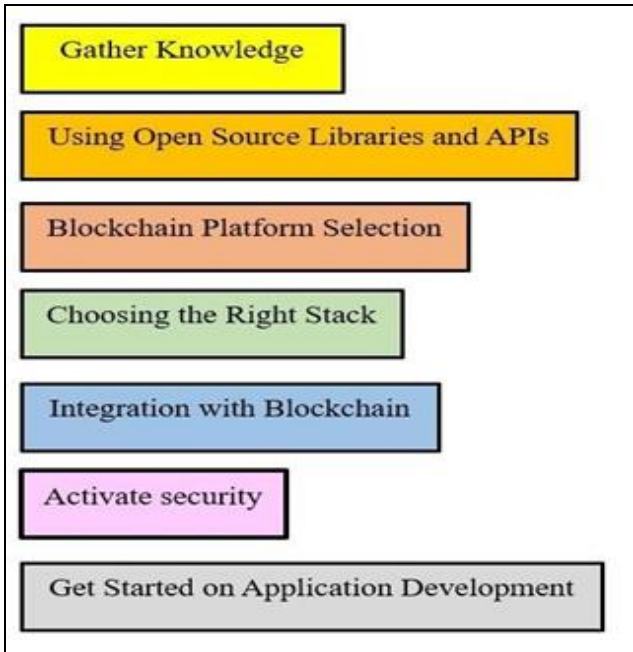 Gather Knowledge
Using Open Source Libraries and APIs
Blockchain Platform Selection
Choosing the Right Stack
Integration with Blockchain
Activate security
Get Started on Application Development